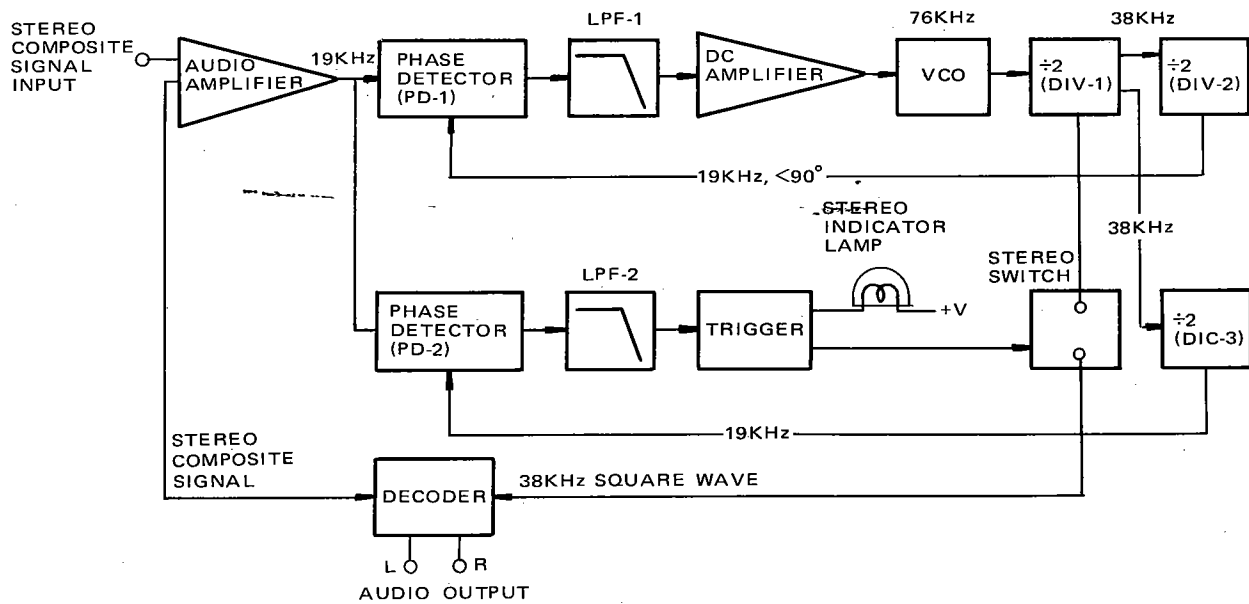 STEREO
COMPOSITE
SIGNAL
INPUT
AUDIO
AMPLIFIER
19KHz
PHASE
DETECTOR
(PD-1)
LPF-1
DC
AMPLIFIER
76KHz
VCO
÷2
(DIV-1)
38KHz
÷2
(DIV-2)
19KHz, <90°
STEREO
INDICATOR
LAMP
+V
38KHz
STEREO
SWITCH
PHASE
DETECTOR
(PD-2)
LPF-2
TRIGGER
÷2
(DIC-3)
19KHz
STEREO
COMPOSITE
SIGNAL
DECODER
38KHz SQUARE WAVE
L R
AUDIO OUTPUT